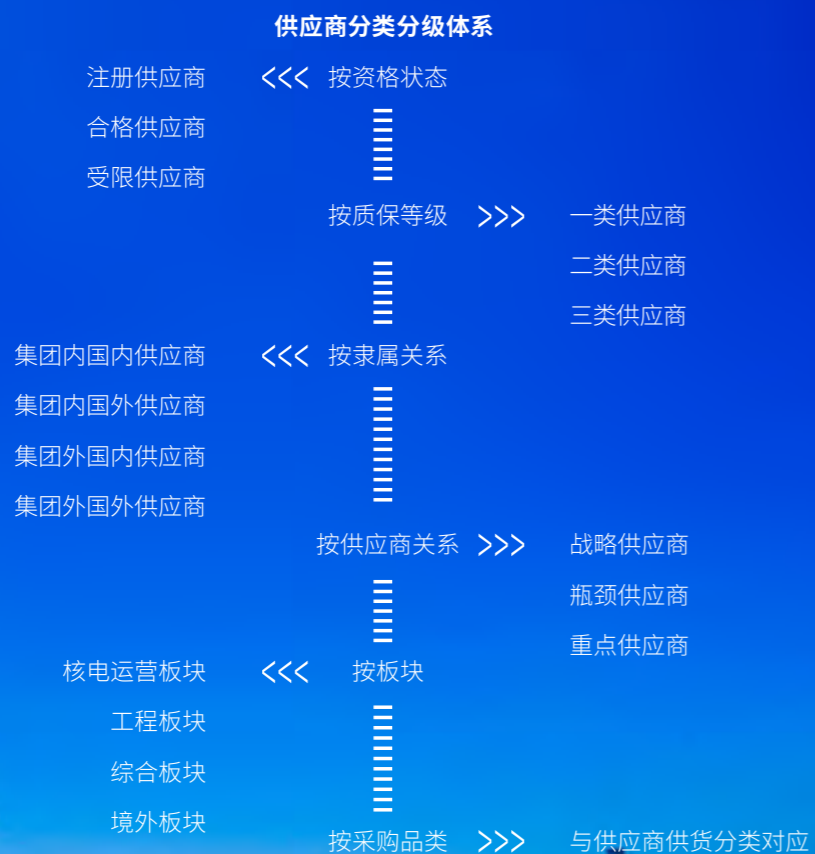 供应商分类分级体系
注册供应商 <<< 按资格状态
合格供应商
受限供应商
按质保等级 >>> 一类供应商
二类供应商
三类供应商
集团内国内供应商 <<< 按隶属关系
集团内国外供应商
集团外国内供应商
集团外国外供应商
按供应商关系 >>> 战略供应商
瓶颈供应商
重点供应商
核电运营板块 <<< 按板块
工程板块
综合板块
境外板块
按采购品类 >>> 与供应商供货分类对应